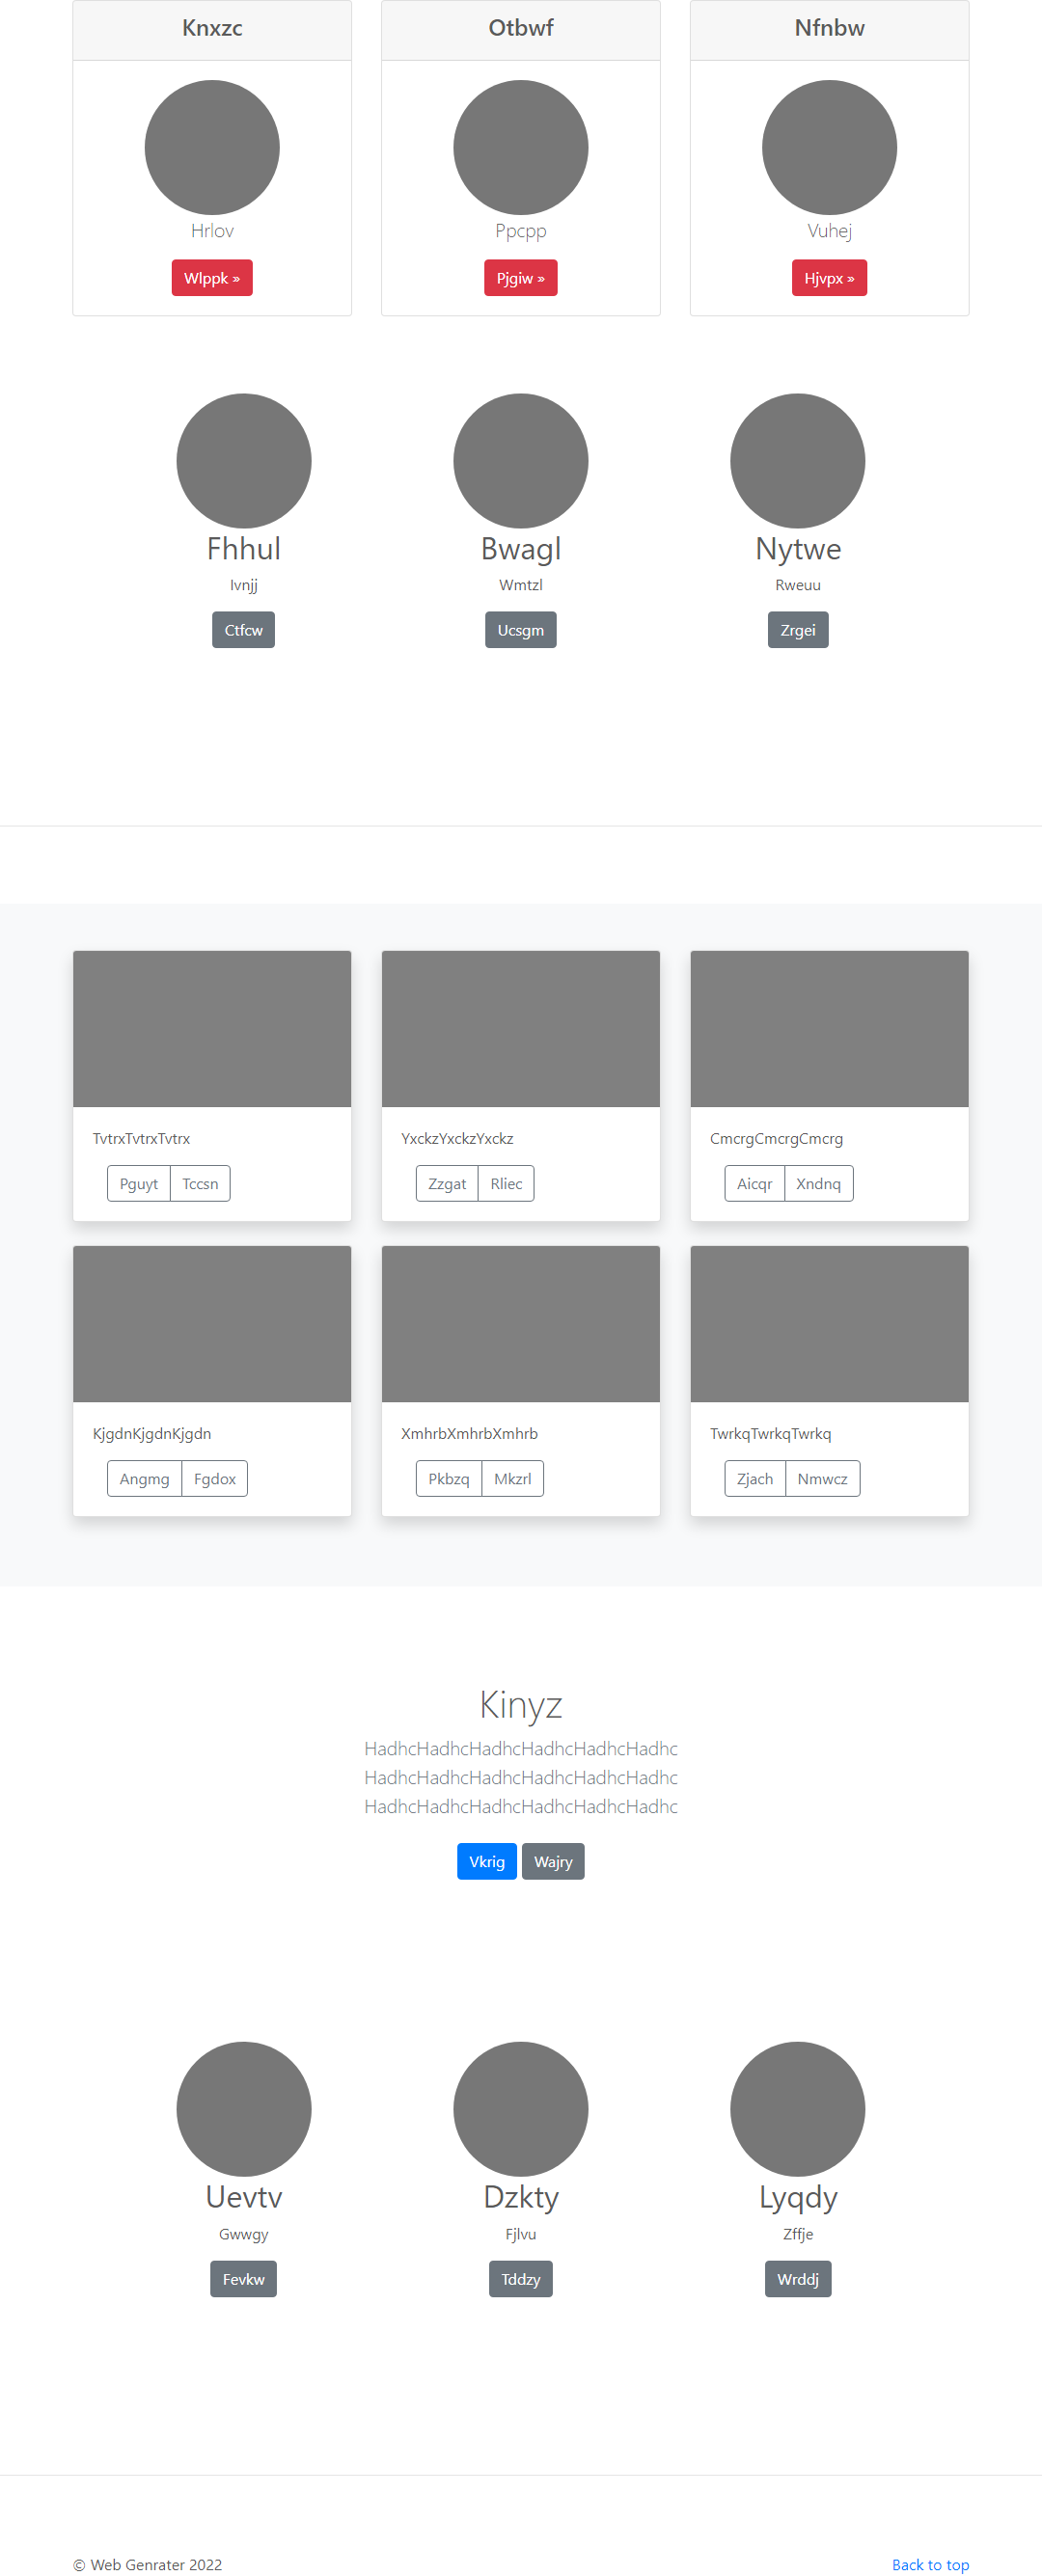 Knxzc Otbwf Nfnbw
Hrlov Ppcpp Vuhej
Wlppk » Pjgiw » Hjvpx »
Fhhul Bwagl Nytwe
Ivnjj Wmtzl Rweuu
Ctfcw Ucsgm Zrgei
TvtrxTvtrxTvtrx YxckzYxckzYxckz CmcrgCmcrgCmcrg
Pguyt Tccsn Zzgat Rliec Aicqr Xndnq
KjgdnKjgdnKjgdn XmhrbXmhrbXmhrb TwrkqTwrkqTwrkq
Angmg Fgdox Pkbzq Mkzrl Zjach Nmwcz
Kinyz
HadhcHadhcHadhcHadhcHadhcHadhc
HadhcHadhcHadhcHadhcHadhcHadhc
HadhcHadhcHadhcHadhcHadhcHadhc
Vkrig Wajry
Uevtv Dzkty Lyqdy
Gwwgy Fjlvu Zffje
Fevkw Tddzy Wrddj
© Web Genrater 2022 Back to top